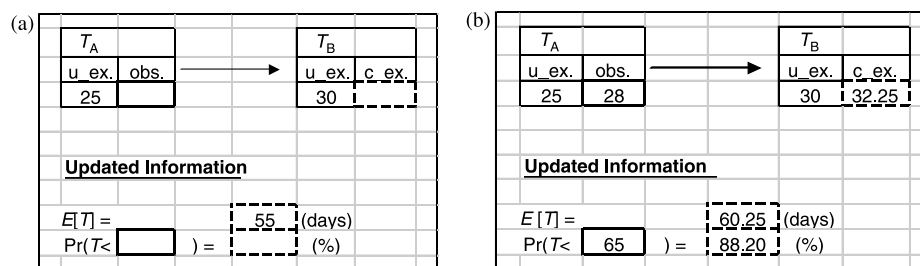 (a)
T_A T_B
u_ex. obs. u_ex. c_ex.
25 30
Updated Information
E[T] = 55 (days)
Pr(T< ) = (%)
(b)
T_A T_B
u_ex. obs. u_ex. c_ex.
25 28 30 32.25
Updated Information
E[T] = 60.25 (days)
Pr(T< 65 ) = 88.20 (%)